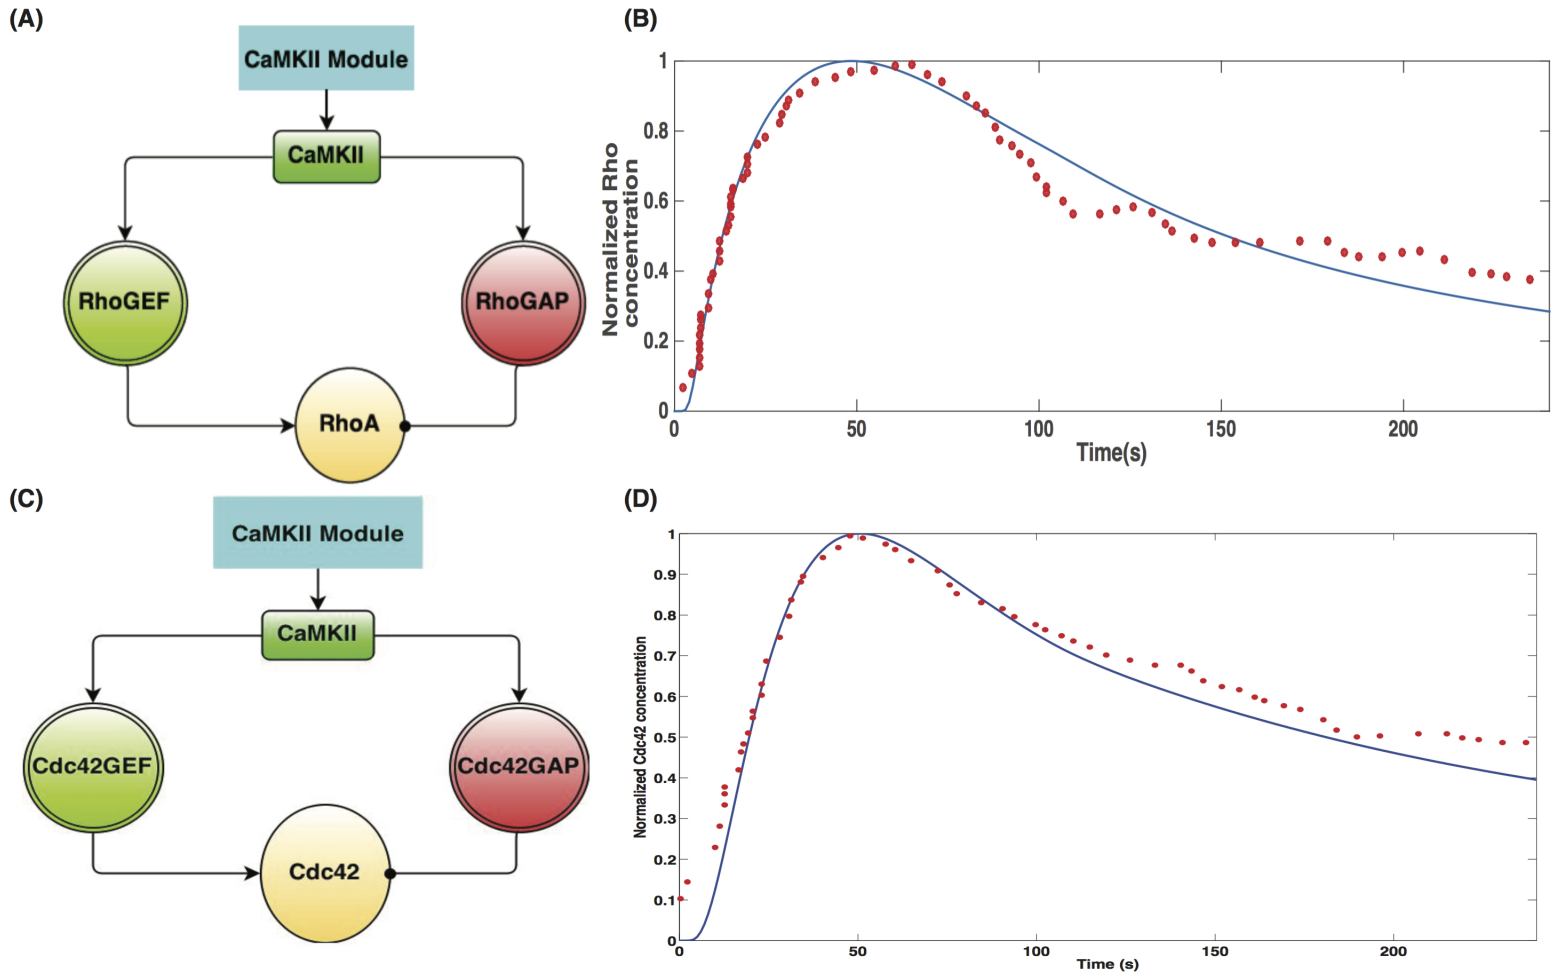 (A)
CaMKII Module
CaMKII
RhoGEF
RhoGAP
RhoA
(B)
Normalized Rho
concentration
1
0.8
0.6
0.4
0.2
0
0 50 100 150 200
Time(s)
(C)
CaMKII Module
CaMKII
Cdc42GEF
Cdc42GAP
Cdc42
(D)
Normalized Cdc42 concentration
1
0.9
0.8
0.7
0.6
0.5
0.4
0.3
0.2
0.1
0
0 50 100 150 200
Time (s)